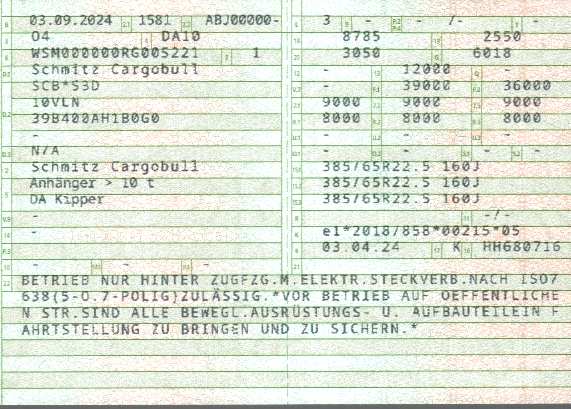 03.09.2024 1581 ABJ00000-
04 DA10
WSM000000RG005221 1
Schmitz Cargobull
SCB*S3D
10VLN
39B400AH1B0G0
-
N/A
Schmitz Cargobull
Anhänger > 10 t
DA Kipper
-
-
-
- - -
3 - - /- -
8785 2550
3050 6018
- 12000 -
- 39000 36000
9000 9000 9000
8000 8000 8000
- - -
- - - -
385/65R22.5 160J
385/65R22.5 160J
385/65R22.5 160J
-/-
e1*2018/858*00215*05
03.04.24 K HH680716
BETRIEB NUR HINTER ZUGFZG.M.ELEKTR.STECKVERB.NACH ISO7
638(5-O.7-POLIG)ZULÄSSIG.*VOR BETRIEB AUF OEFFENTLICHE
N STR.SIND ALLE BEWEGL.AUSRÜSTUNGS- U. AUFBAUTEILEIN F
AHRTSTELLUNG ZU BRINGEN UND ZU SICHERN.*